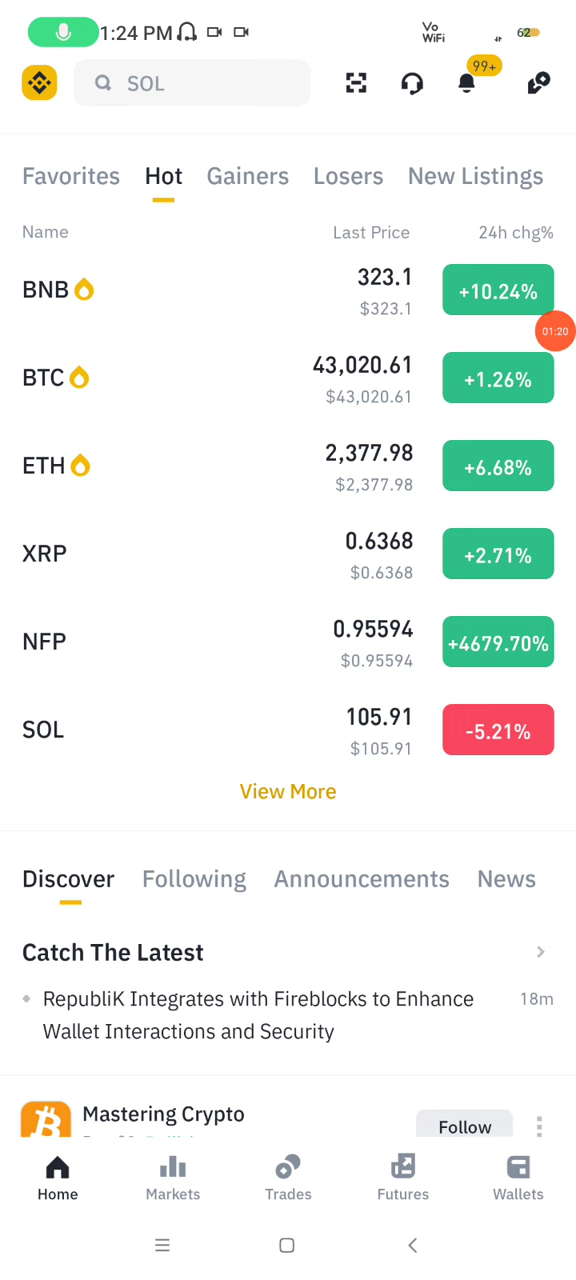 1:24 PM
Vo
WiFi
62
SOL
99+
Favorites Hot Gainers Losers New Listings
Name Last Price 24h chg%
BNB 323.1 +10.24%
$323.1
01:20
BTC 43,020.61 +1.26%
$43,020.61
ETH 2,377.98 +6.68%
$2,377.98
XRP 0.6368 +2.71%
$0.6368
NFP 0.95594 +4679.70%
$0.95594
SOL 105.91 -5.21%
$105.91
View More
Discover Following Announcements News
Catch The Latest
RepubliK Integrates with Fireblocks to Enhance 18m
Wallet Interactions and Security
Mastering Crypto
Follow
Home Markets Trades Futures Wallets